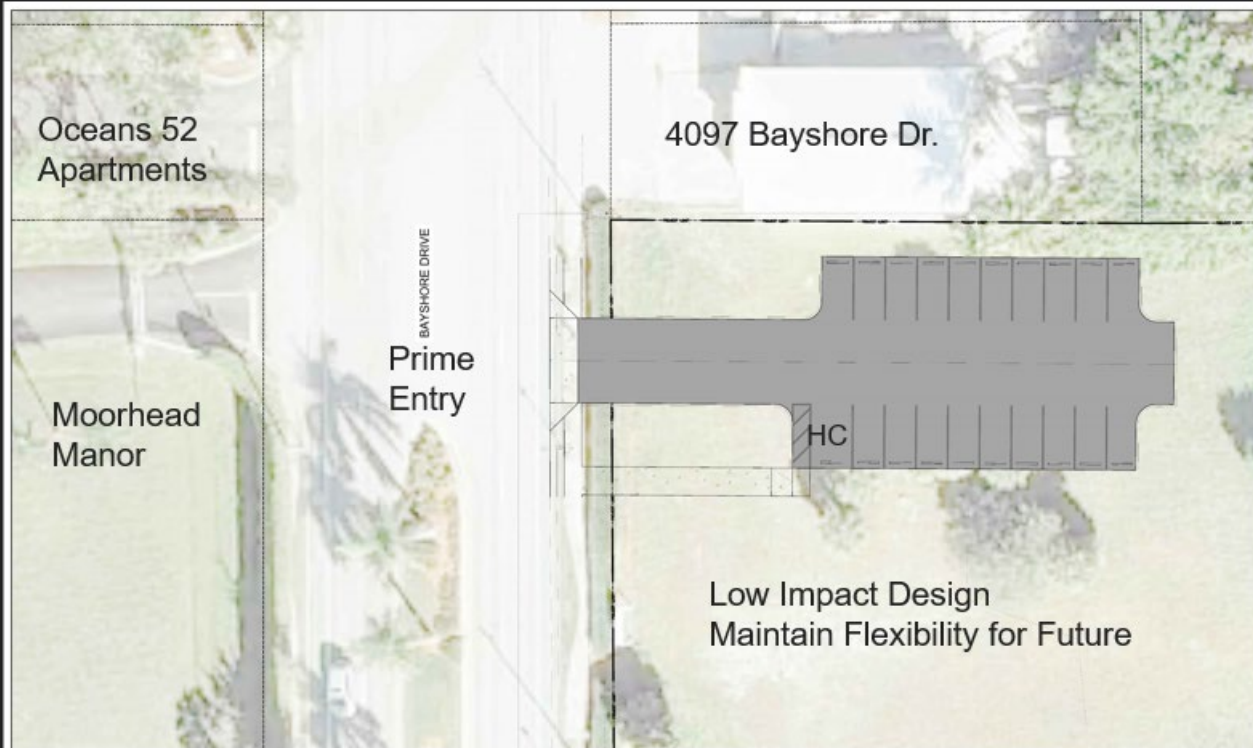 Oceans 52
Apartments
4097 Bayshore Dr.
BAYSHORE DRIVE
Prime
Entry
Moorhead
Manor
HC
Low Impact Design
Maintain Flexibility for Future